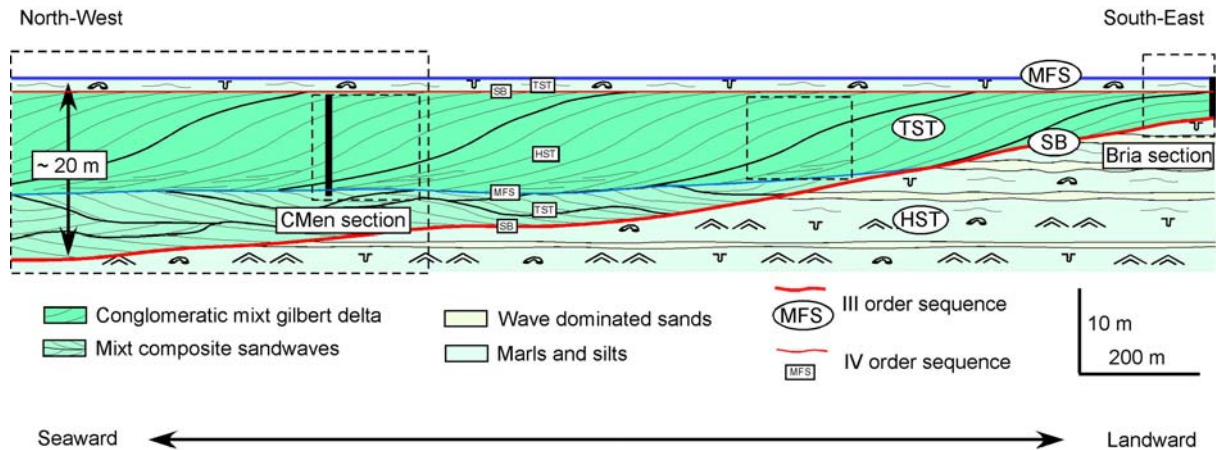 North-West
South-East
MFS
TST
SB
TST
SB
~ 20 m
HST
Bria section
MFS
CMen section
TST
HST
SB
Conglomeratic mixt gilbert delta
Wave dominated sands
III order sequence
MFS
Mixt composite sandwaves
Marls and silts
IV order sequence
MFS
10 m
200 m
Seaward
Landward